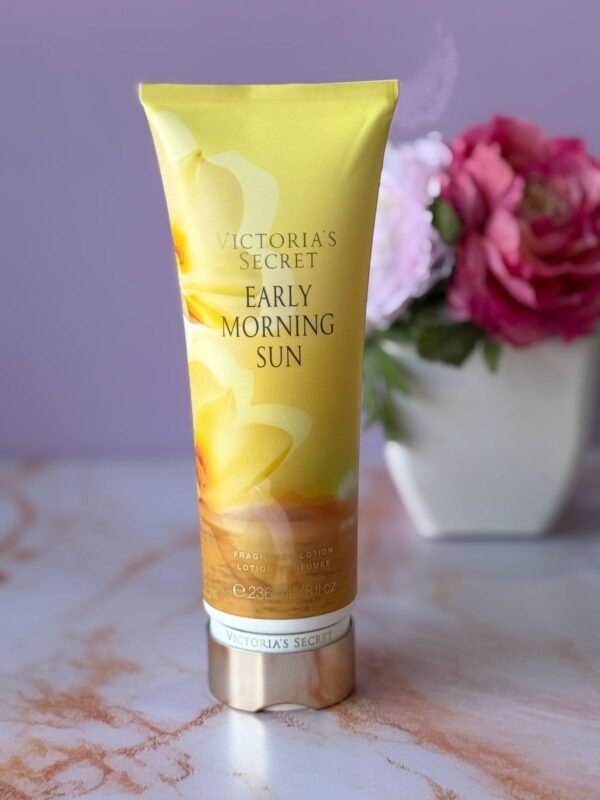 VICTORIA'S
SECRET
EARLY
MORNING
SUN
FRAGRANCE LOTION
LOTION PARFUMÉE
℮ 236 mL /8 fl oz
VICTORIA'S SECRET